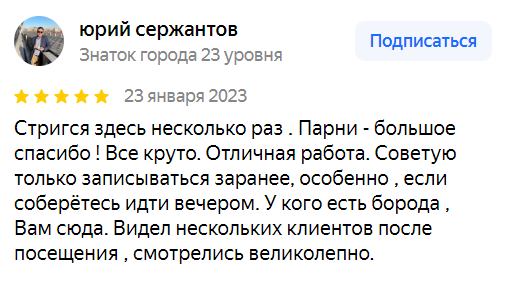 юрий сержантов
Знаток города 23 уровня
Подписаться
23 января 2023
Стригся здесь несколько раз . Парни - большое
спасибо ! Все круто. Отличная работа. Советую
только записываться заранее, особенно , если
соберётесь идти вечером. У кого есть борода ,
Вам сюда. Видел нескольких клиентов после
посещения , смотрелись великолепно.